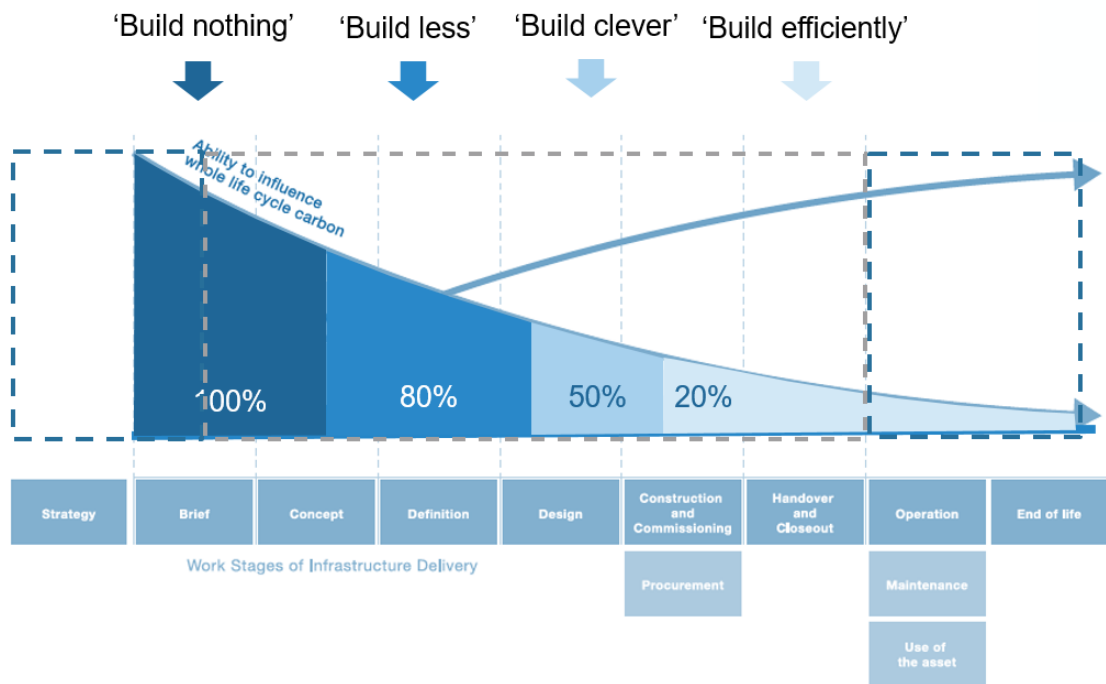 ‘Build nothing’
‘Build less’
‘Build clever’
‘Build efficiently’
Ability to influence
whole life cycle carbon
100%
80%
50%
20%
Strategy
Brief
Concept
Definition
Design
Construction
and
Commissioning
Handover
and
Closeout
Operation
End of life
Work Stages of Infrastructure Delivery
Procurement
Maintenance
Use of
the asset